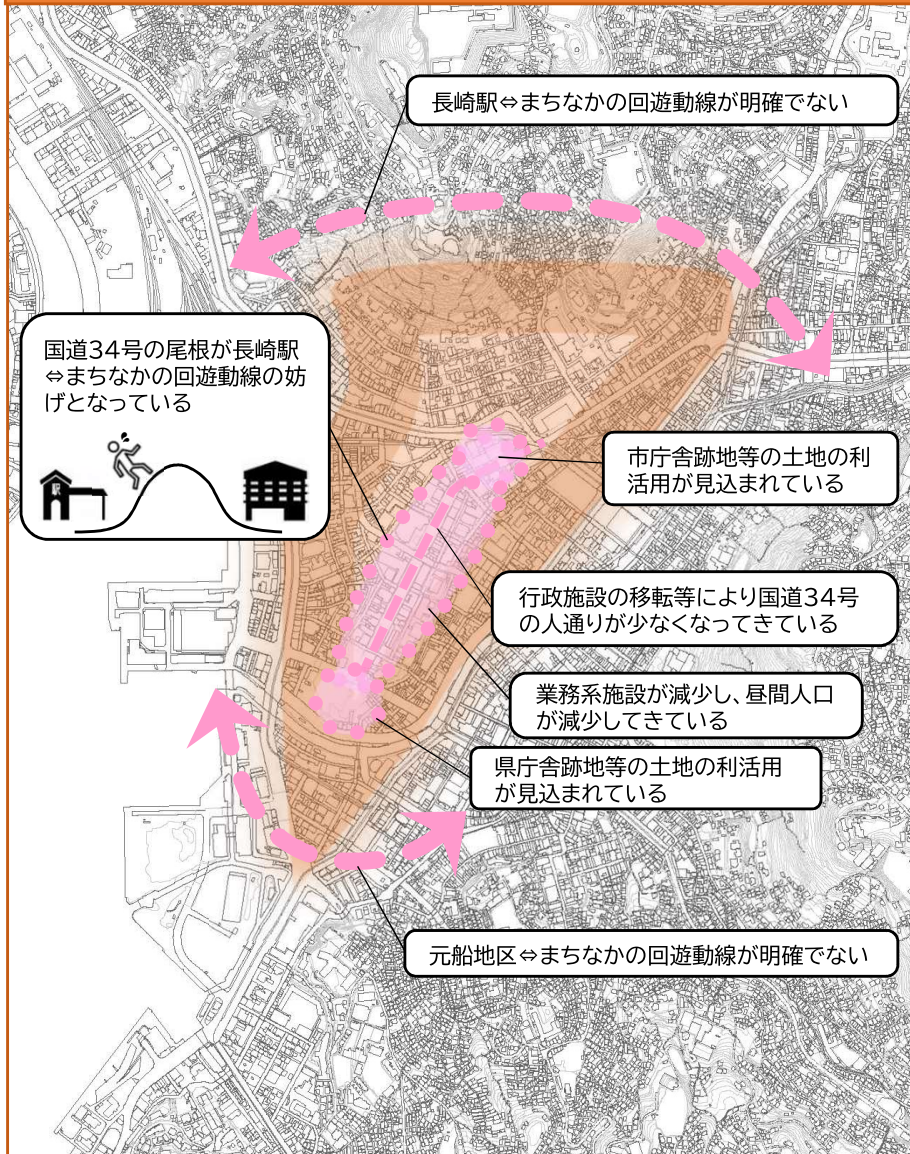 長崎駅⇔まちなかの回遊動線が明確でない
国道34号の尾根が長崎駅
⇔まちなかの回遊動線の妨
げとなっている
駅
市庁舎跡地等の土地の利
活用が見込まれている
行政施設の移転等により国道34号
の人通りが少なくなってきている
業務系施設が減少し、昼間人口
が減少してきている
県庁舎跡地等の土地の利活用
が見込まれている
元船地区⇔まちなかの回遊動線が明確でない